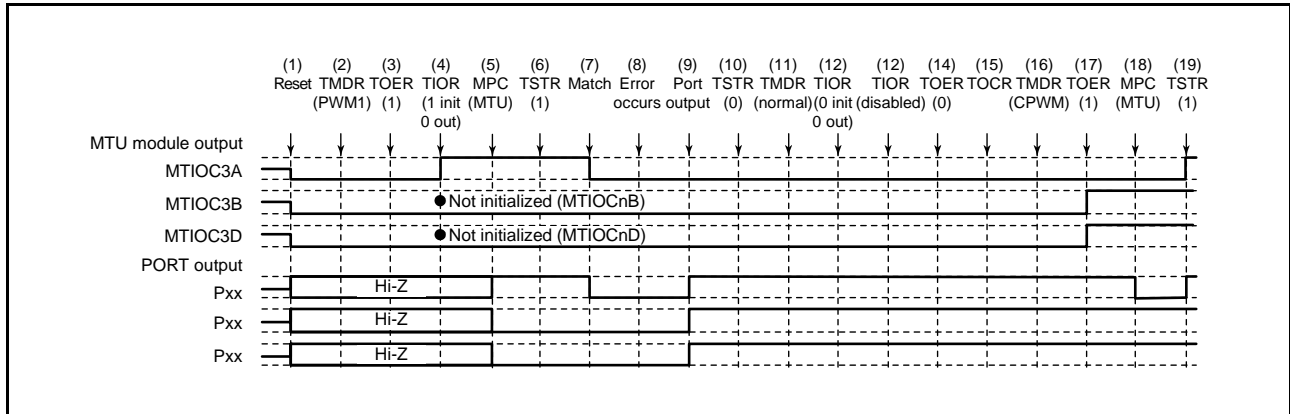 (1) (2) (3) (4) (5) (6) (7) (8) (9) (10) (11) (12) (12) (14) (15) (16) (17) (18) (19)
Reset TMDR TOER TIOR MPC TSTR Match Error Port TSTR TMDR TIOR TIOR TOER TOCR TMDR TOER MPC TSTR
(PWM1) (1) (1 init (MTU) (1) occurs output (0) (normal) (0 init (disabled) (0) (CPWM) (1) (MTU) (1)
0 out) 0 out)
MTU module output
MTIOC3A
MTIOC3B Not initialized (MTIOCnB)
MTIOC3D Not initialized (MTIOCnD)
PORT output
Pxx Hi-Z
Pxx Hi-Z
Pxx Hi-Z